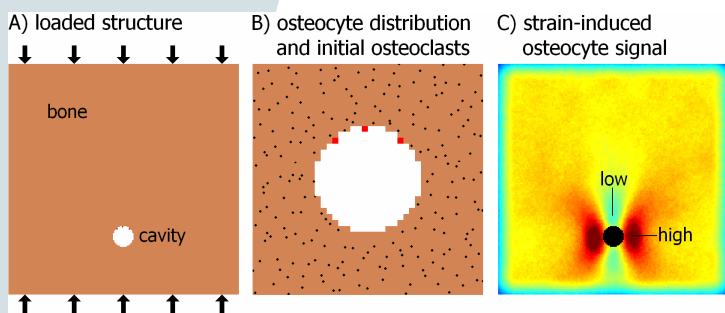 A) loaded structure
bone
cavity
B) osteocyte distribution
and initial osteoclasts
C) strain-induced
osteocyte signal
low
high